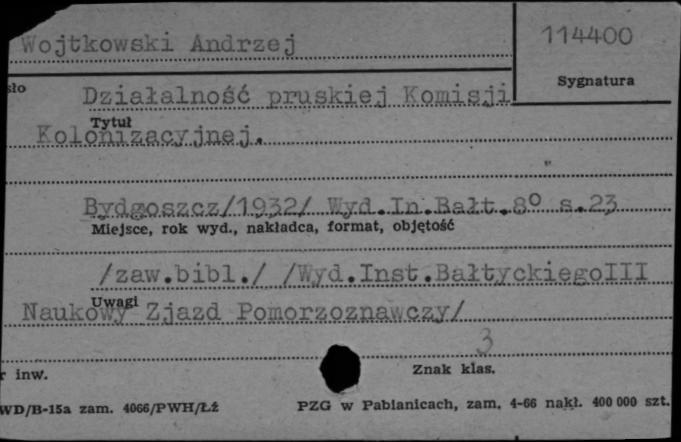 Wojtkowski Andrzej
114400
Sygnatura
sło
Działalność pruskiej Komisji
Tytuł
Kolonizacyjnej.
Bydgoszcz/1932/ Wyd.In.Bałt.8° s.23
Miejsce, rok wyd., nakładca, format, objętość
/zaw.bibl./ /Wyd.Inst.BałtyckiegoIII
Uwagi
Naukowy Zjazd Pomorzoznawczy/
3
r inw.
Znak klas.
WD/B-15a zam. 4066/PWH/Łż
PZG w Pabianicach, zam. 4-66 nakł. 400 000 szt.